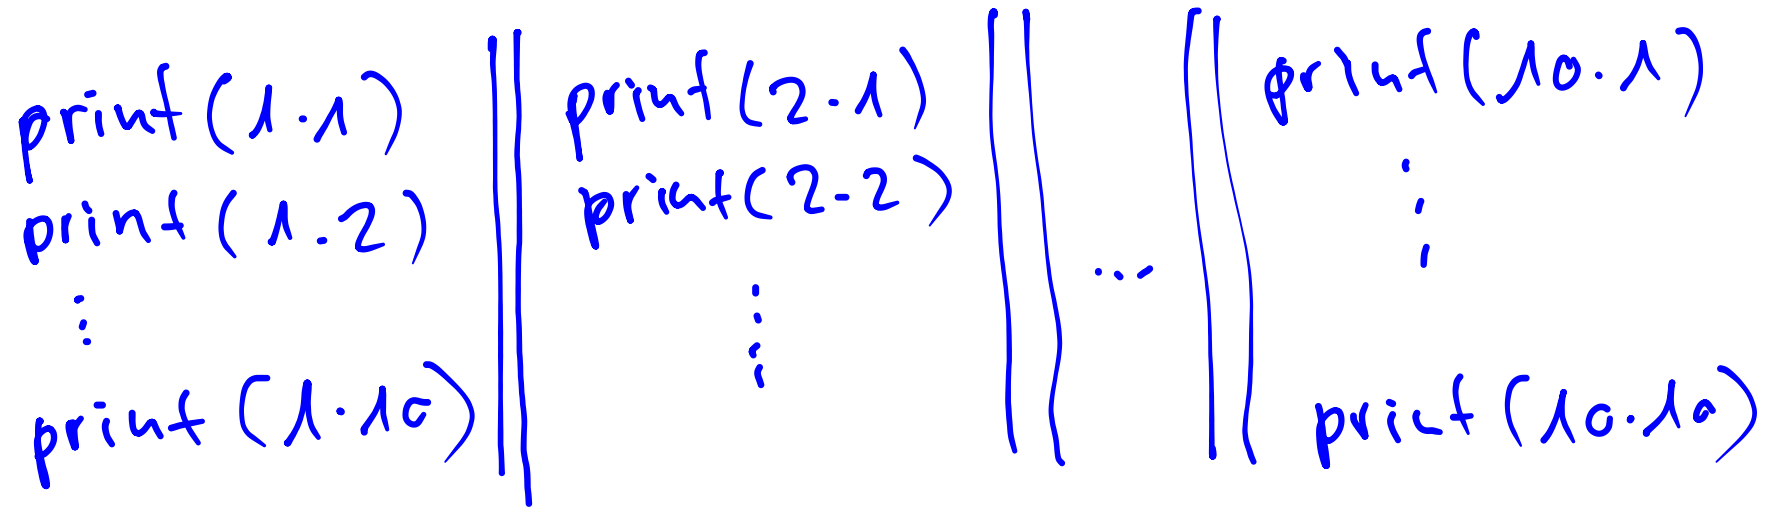 print(1·1)
print(1·2)
⋮
print(1·10)
print(2·1)
print(2·2)
⋮
...
print(10·1)
⋮
print(10·10)